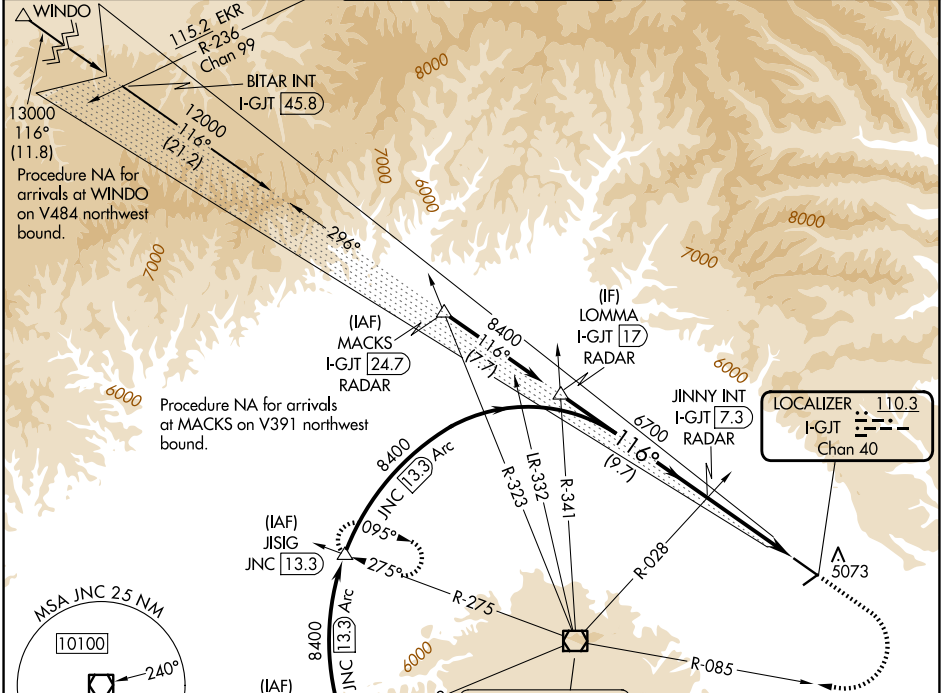 WINDO
115.2 EKR
R-236
Chan 99
BITAR INT
I-GJT 45.8
8000
13000
116°
(11.8)
12000
116°
(21.2)
Procedure NA for
arrivals at WINDO
on V484 northwest
bound.
7000
6000
296°
8000
7000
7000
(IAF)
MACKS
I-GJT 24.7
RADAR
8400
116°
(7.7)
(IF)
LOMMA
I-GJT 17
RADAR
6000
6000
Procedure NA for arrivals
at MACKS on V391 northwest
bound.
JINNY INT
I-GJT 7.3
RADAR
6700
116°
(9.7)
LOCALIZER 110.3
I-GJT
Chan 40
8400
JNC 13.3 Arc
R-323
LR-332
R-341
R-028
(IAF)
JISIG
JNC 13.3
095°
275°
R-275
5073
MSA JNC 25 NM
10100
240°
8400
JNC 13.3 Arc
6000
R-085
(IAF)